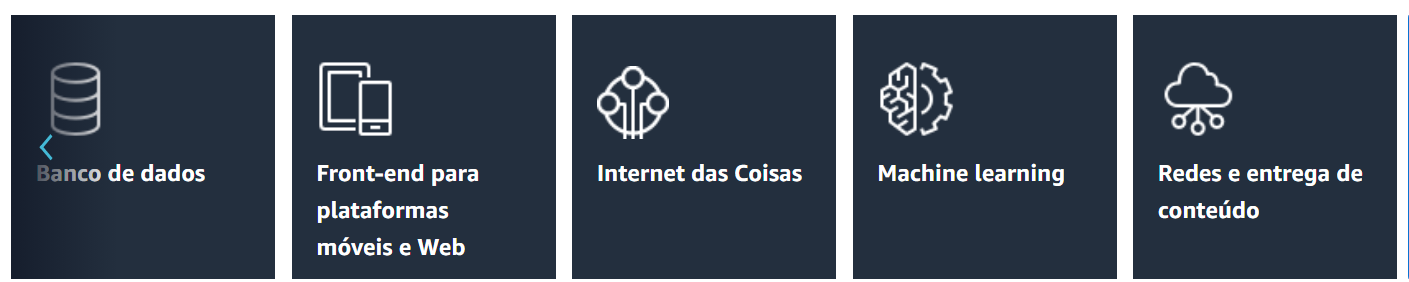 Banco de dados
Front-end para
plataformas
móveis e Web
Internet das Coisas
Machine learning
Redes e entrega de
conteúdo